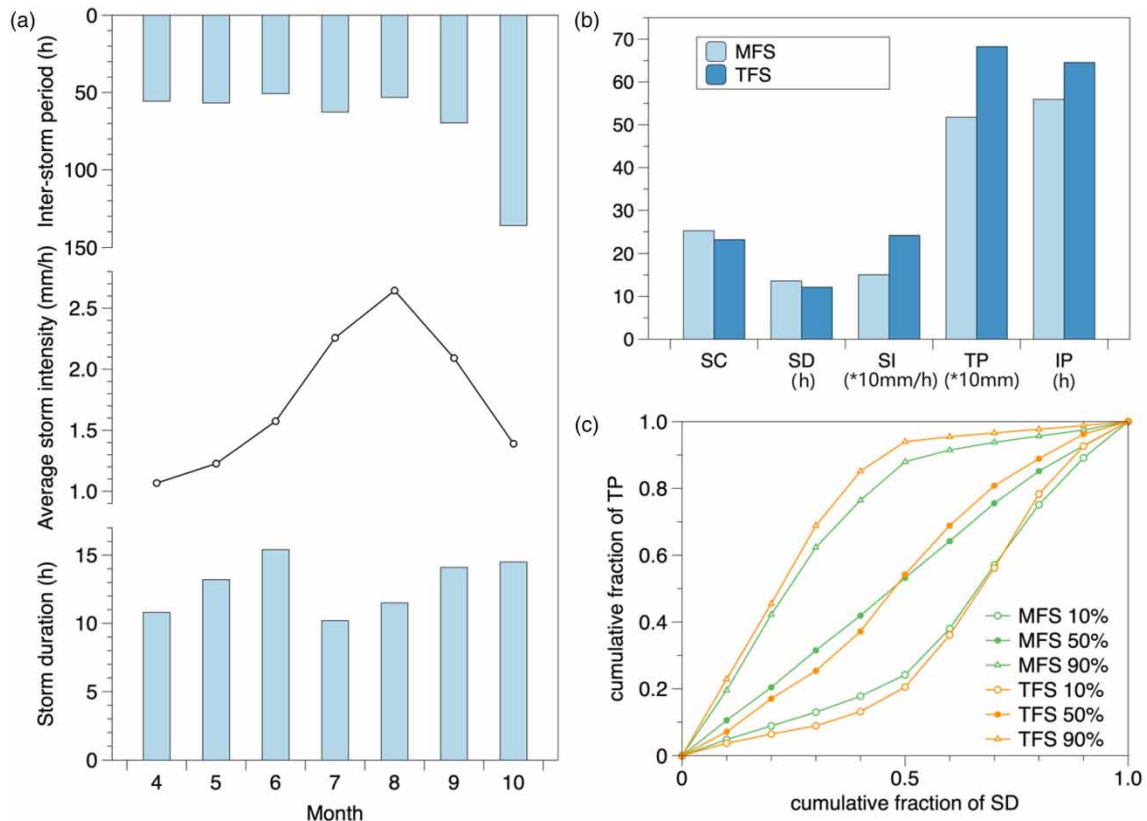 (a)
Inter-storm period (h)
0
50
100
150
Average storm intensity (mm/h)
2.5
2.0
1.5
1.0
Storm duration (h)
15
10
5
0
4 5 6 7 8 9 10
Month
(b)
MFS
TFS
70
60
50
40
30
20
10
0
SC SD SI TP IP
(h) (*10mm/h) (*10mm) (h)
(c)
cumulative fraction of TP
1.0
0.8
0.6
0.4
0.2
0
MFS 10%
MFS 50%
MFS 90%
TFS 10%
TFS 50%
TFS 90%
0 0.5 1.0
cumulative fraction of SD